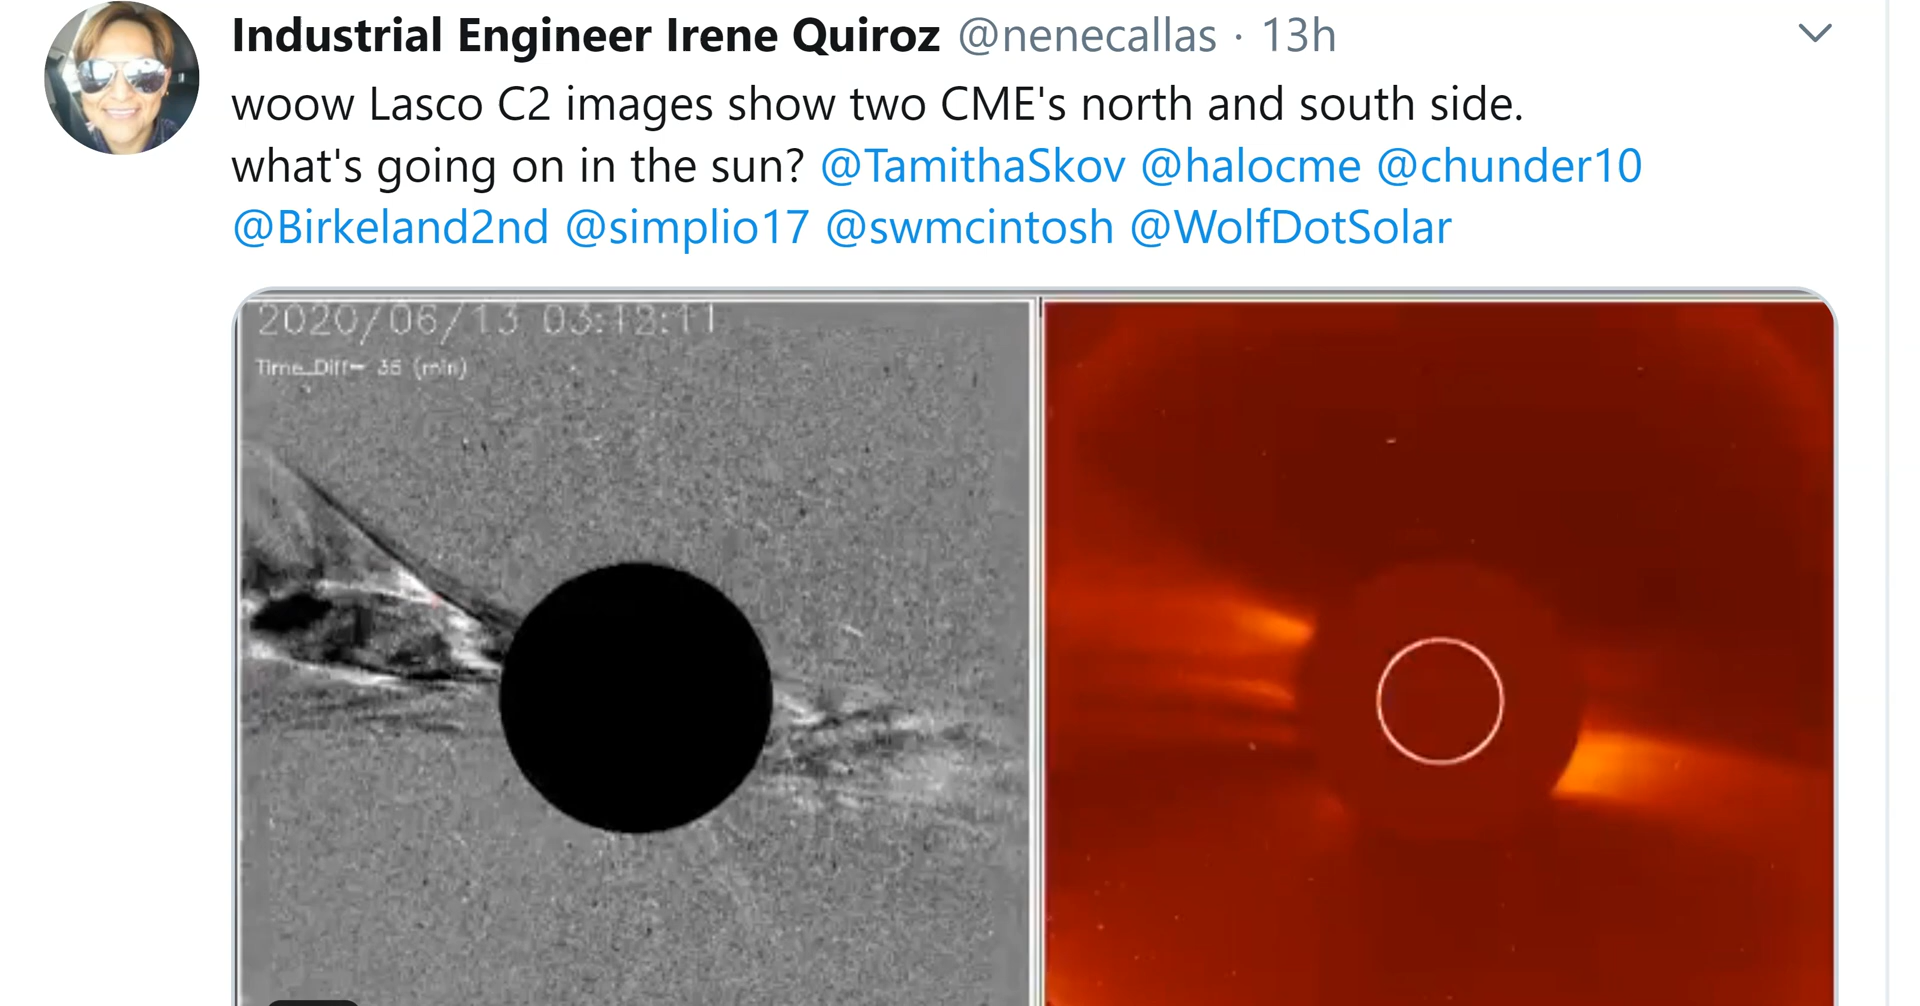 Industrial Engineer Irene Quiroz @nenecallas · 13h
woow Lasco C2 images show two CME's north and south side.
what's going on in the sun? @TamithaSkov @halocme @chunder10
@Birkeland2nd @simplio17 @swmcintosh @WolfDotSolar
2020/06/13 03:12:11
Time_Diff= 36 (min)